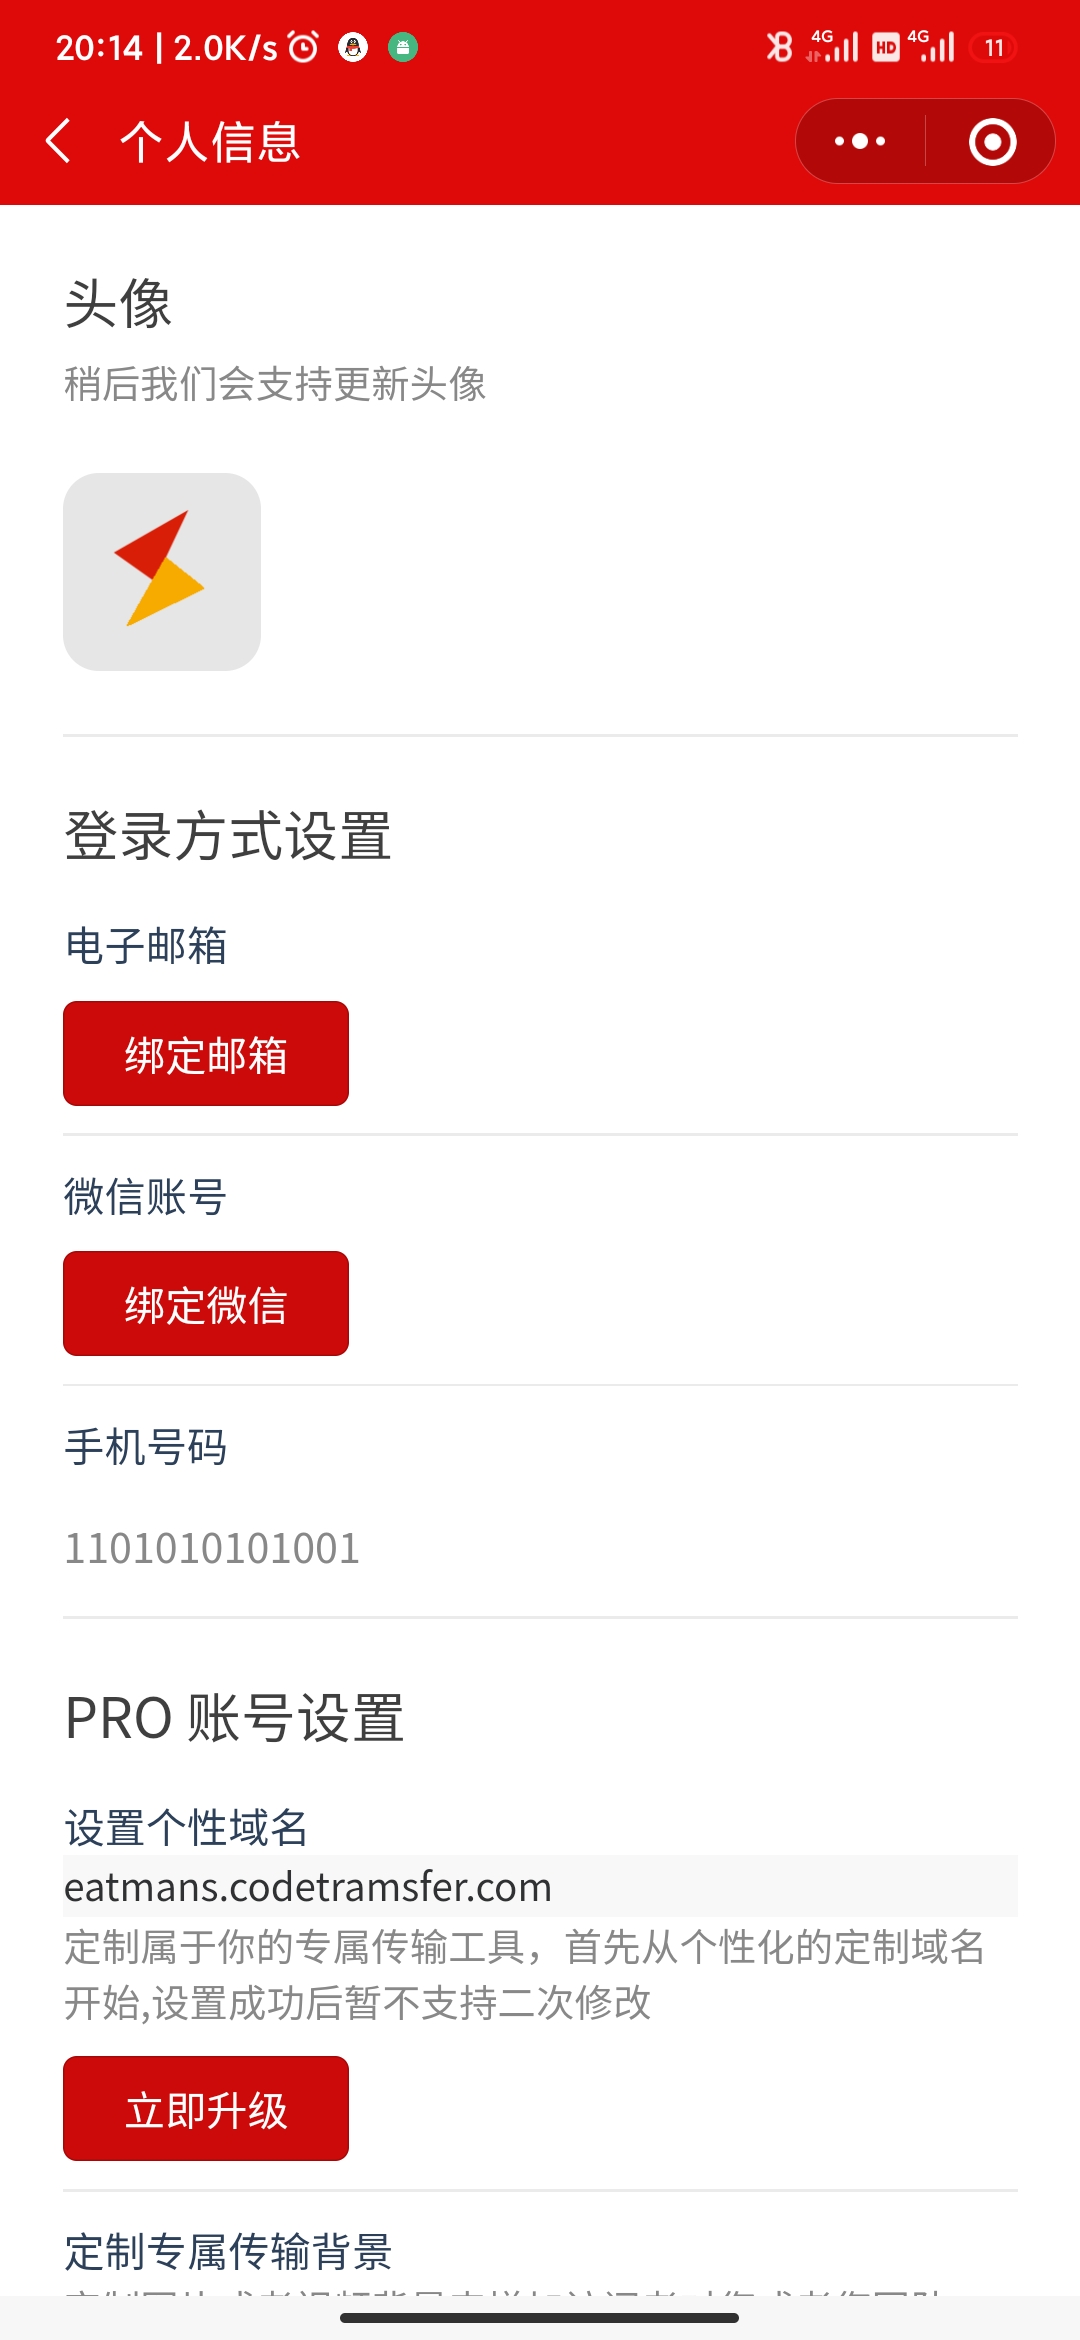 20:14 | 2.0K/s
4G HD 4G 11
个人信息
头像
稍后我们会支持更新头像
登录方式设置
电子邮箱
绑定邮箱
微信账号
绑定微信
手机号码
1101010101001
PRO 账号设置
设置个性域名
eatmans.codetramsfer.com
定制属于你的专属传输工具，首先从个性化的定制域名
开始,设置成功后暂不支持二次修改
立即升级
定制专属传输背景